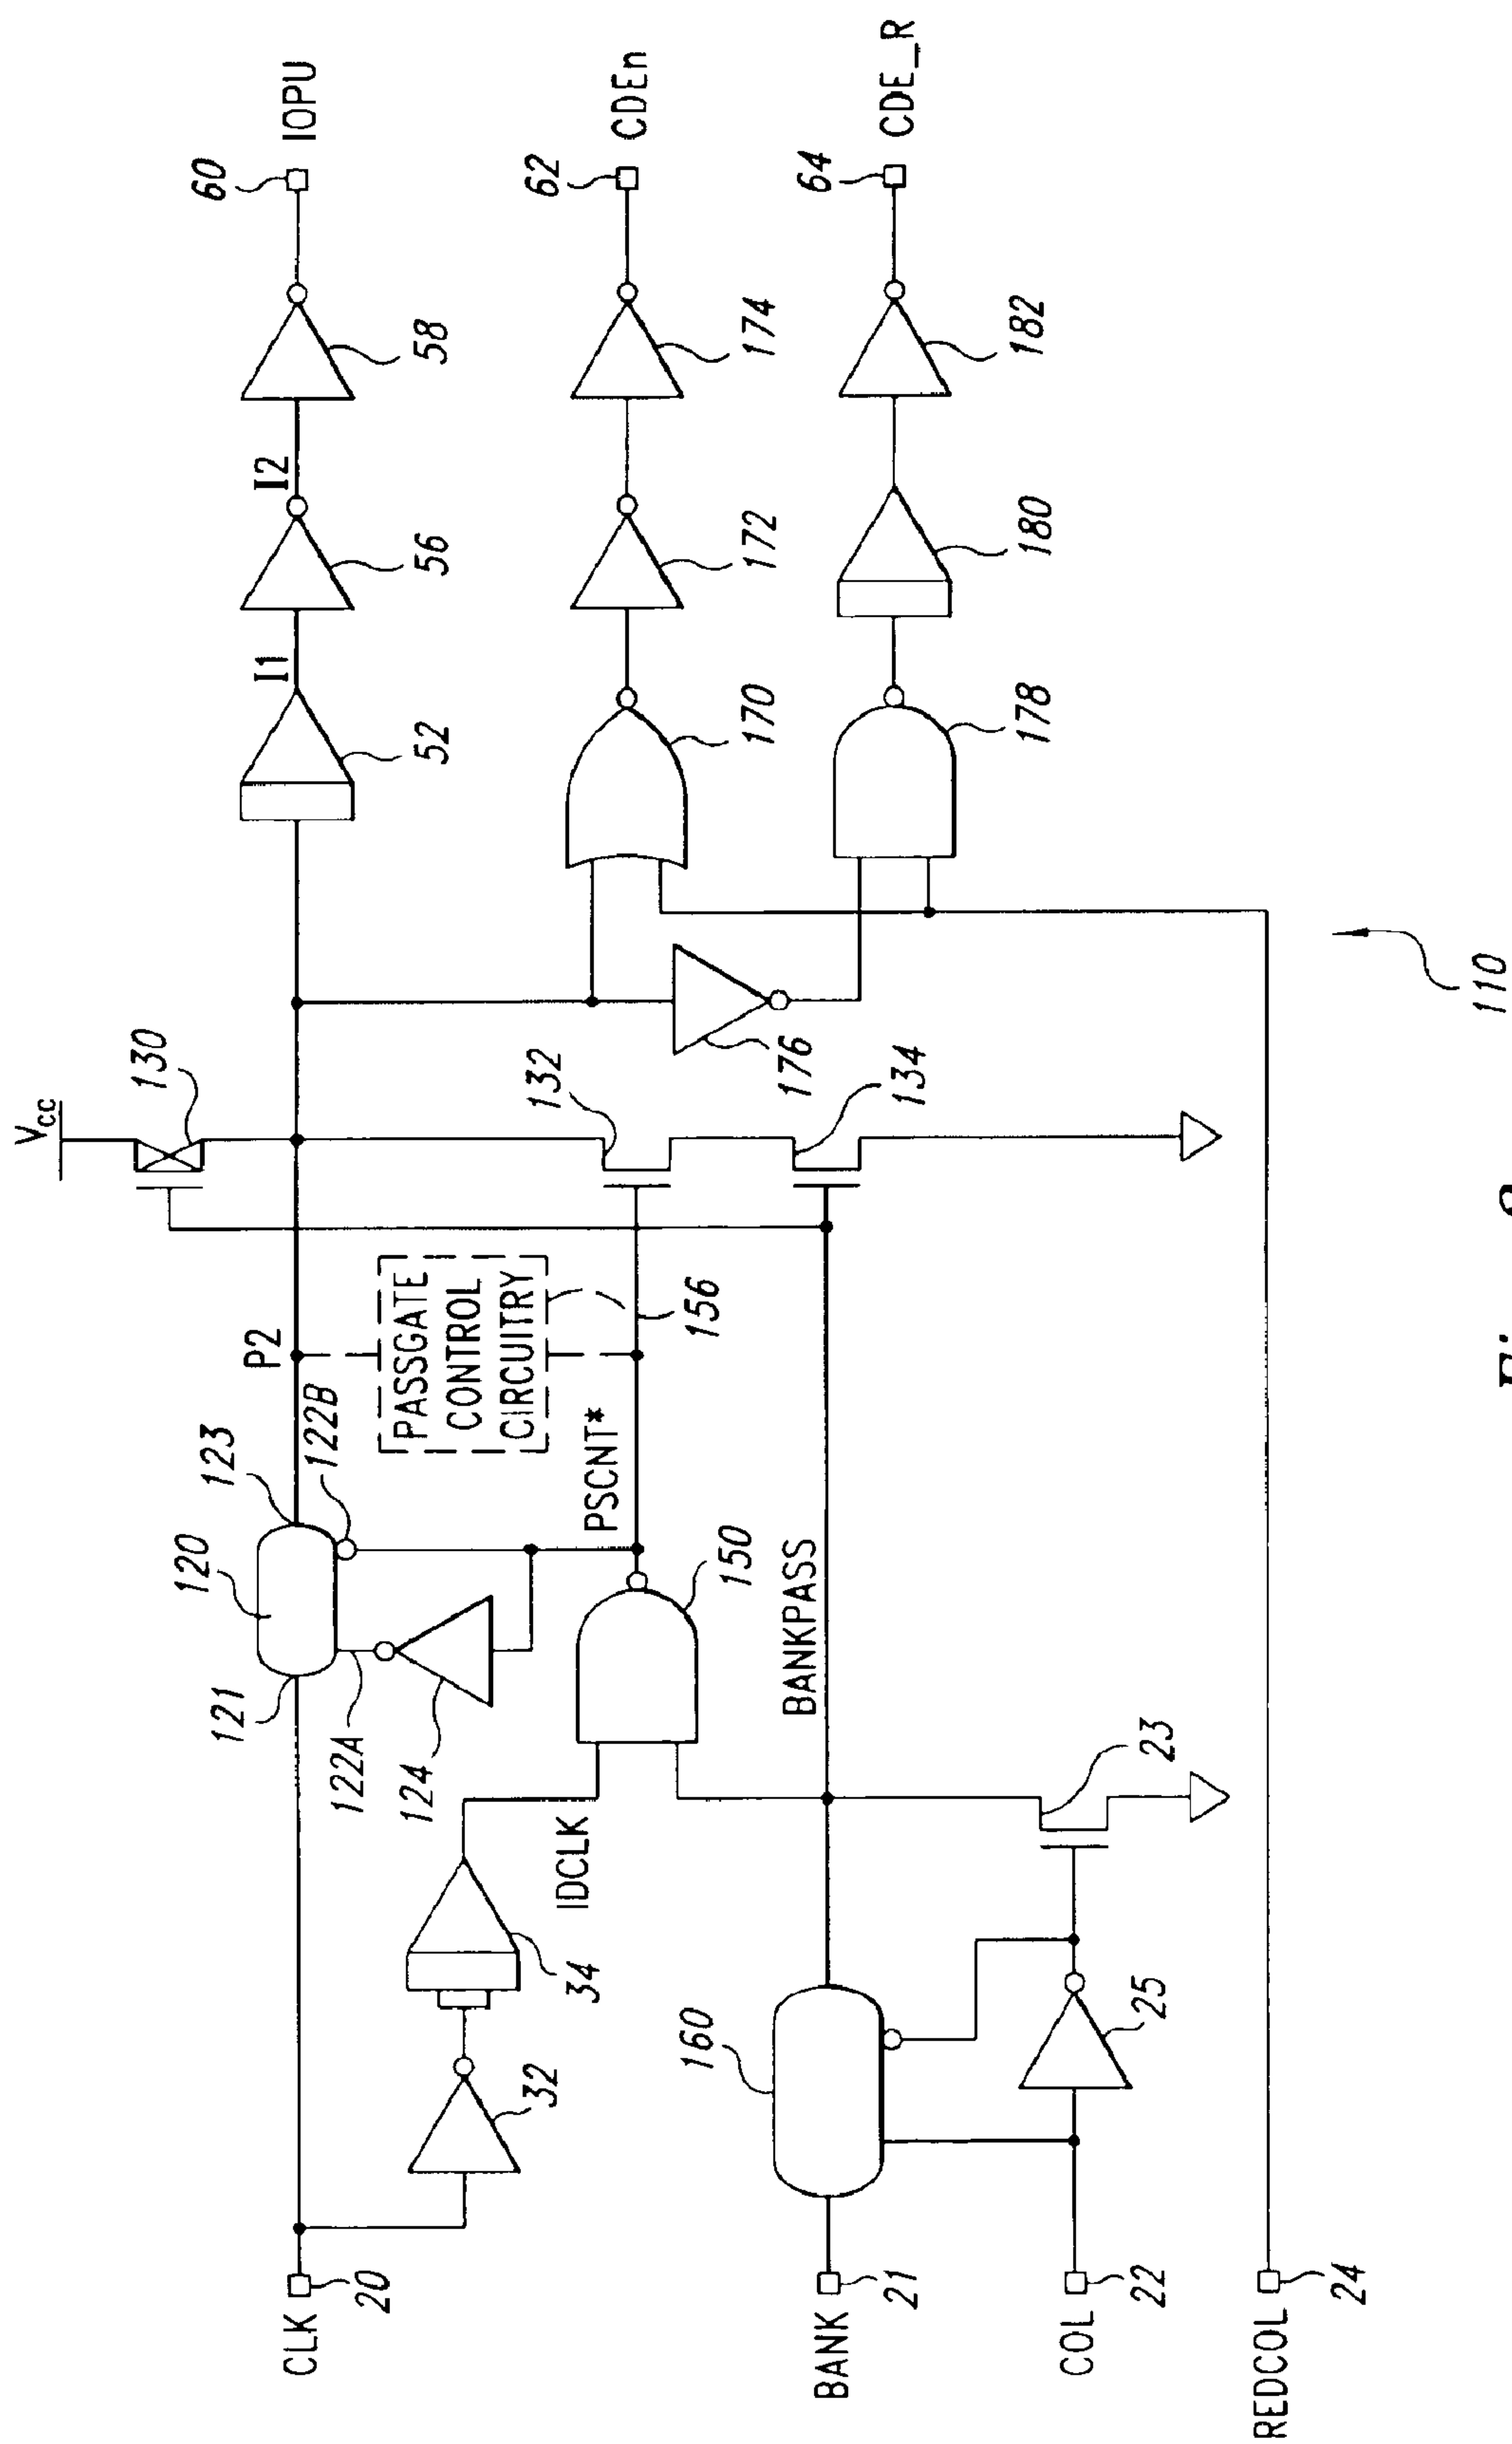 CLK
20
32
34
IDCLK
121
120
123
122A
122B
124
P2
PASSGATE
CONTROL
CIRCUITRY
PSCNT*
150
156
Vcc
130
132
134
52
I1
56
I2
58
60
IOPU
170
172
174
62
CDEn
176
178
180
182
64
CDE_R
BANK
21
160
BANKPASS
23
COL
22
25
REDCOL
24
110